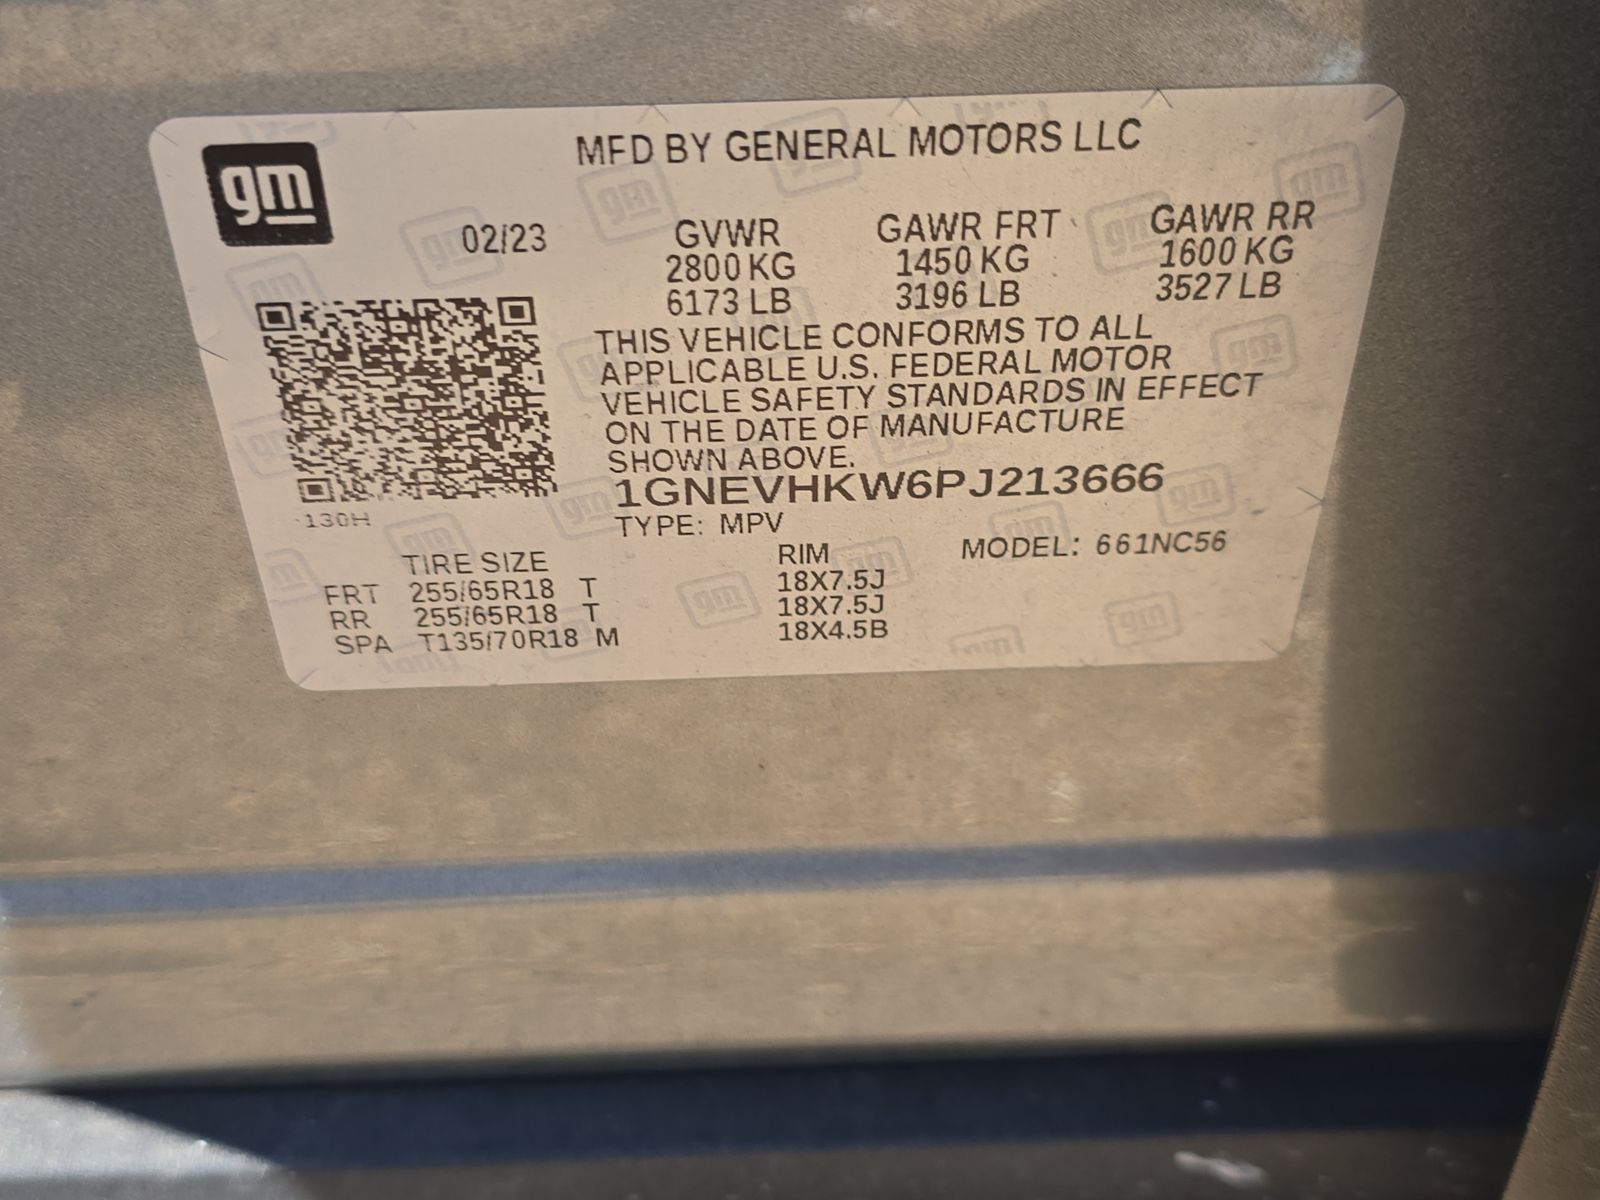 gm
MFD BY GENERAL MOTORS LLC
02/23
GVWR GAWR FRT GAWR RR
2800 KG 1450 KG 1600 KG
6173 LB 3196 LB 3527 LB
THIS VEHICLE CONFORMS TO ALL
APPLICABLE U.S. FEDERAL MOTOR
VEHICLE SAFETY STANDARDS IN EFFECT
ON THE DATE OF MANUFACTURE
SHOWN ABOVE.
1GNEVHKW6PJ213666
130H
TYPE: MPV
MODEL: 661NC56
TIRE SIZE RIM
FRT 255/65R18 T 18X7.5J
RR 255/65R18 T 18X7.5J
SPA T135/70R18 M 18X4.5B